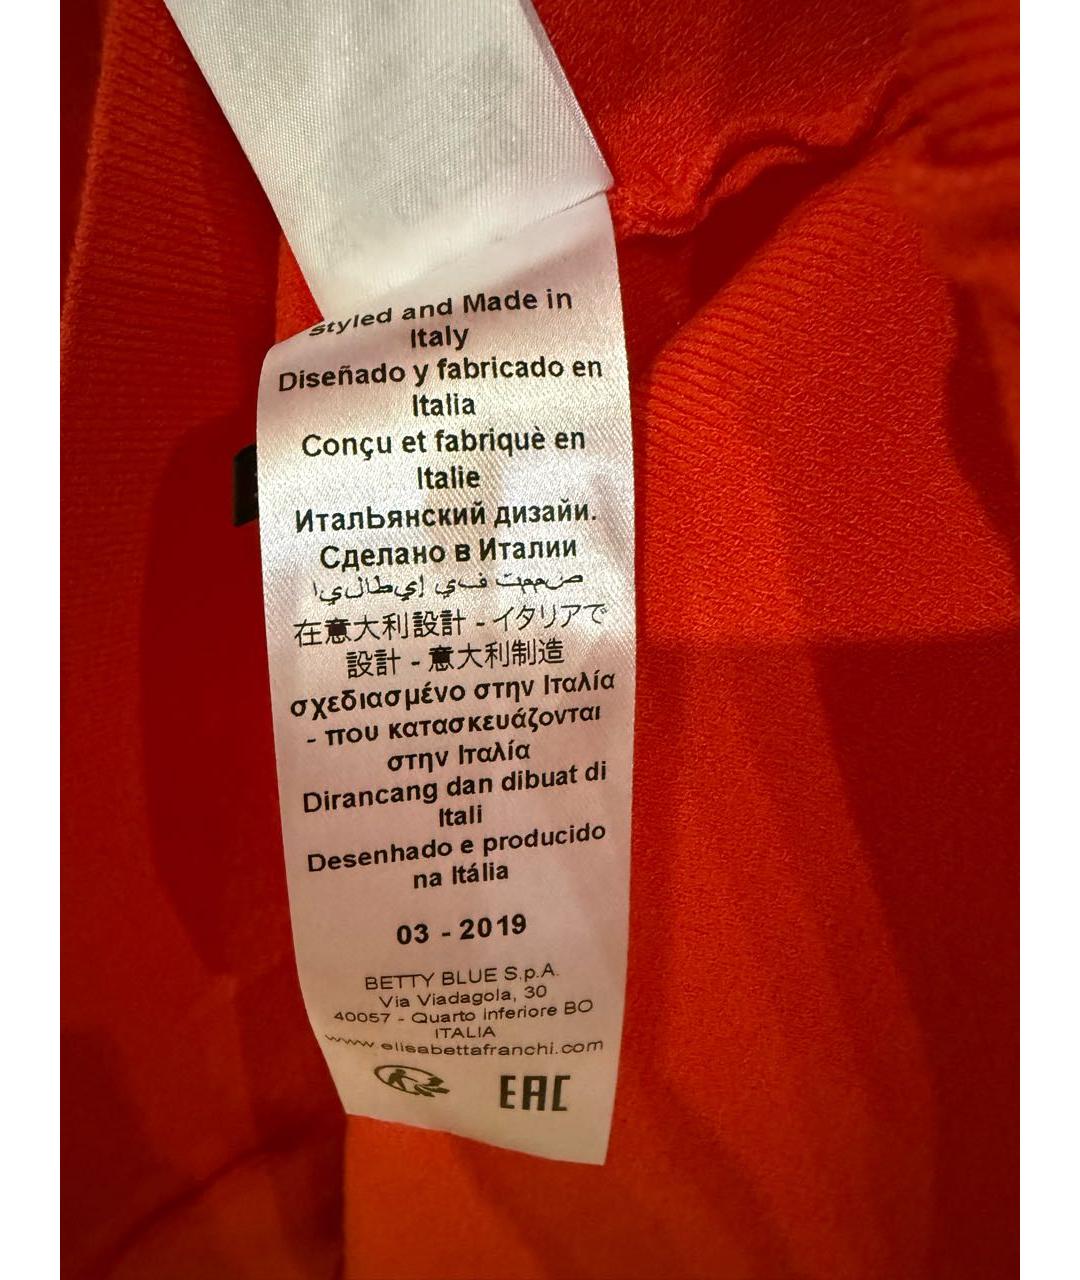 Styled and Made in
Italy
Diseñado y fabricado en
Italia
Conçu et fabriquè en
Italie
ИталЬянский дизайн.
Сделано в Италии
صممت في إيطاليا
在意大利設計 - イタリアで
設計 - 意大利制造
σχεδιασμένο στην Ιταλία
- που κατασκευάζονται
στην Ιταλία
Dirancang dan dibuat di
Itali
Desenhado e producido
na Itália
03 - 2019
BETTY BLUE S.p.A.
Via Viadagola, 30
40057 - Quarto inferiore BO
ITALIA
www.elisabettafranchi.com
EAC